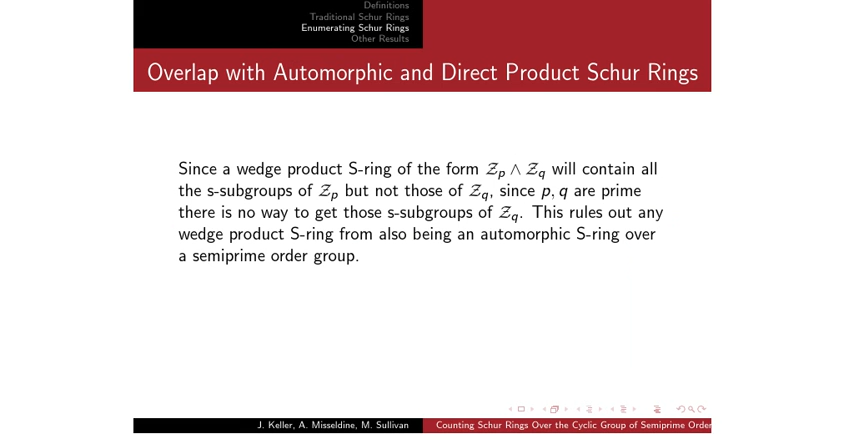 Definitions
Traditional Schur Rings
Enumerating Schur Rings
Other Results
Overlap with Automorphic and Direct Product Schur Rings
Since a wedge product S-ring of the form 𝒵ₚ ∧ 𝒵_q will contain all
the s-subgroups of 𝒵ₚ but not those of 𝒵_q, since p, q are prime
there is no way to get those s-subgroups of 𝒵_q. This rules out any
wedge product S-ring from also being an automorphic S-ring over
a semiprime order group.
J. Keller, A. Misseldine, M. Sullivan
Counting Schur Rings Over the Cyclic Group of Semiprime Order